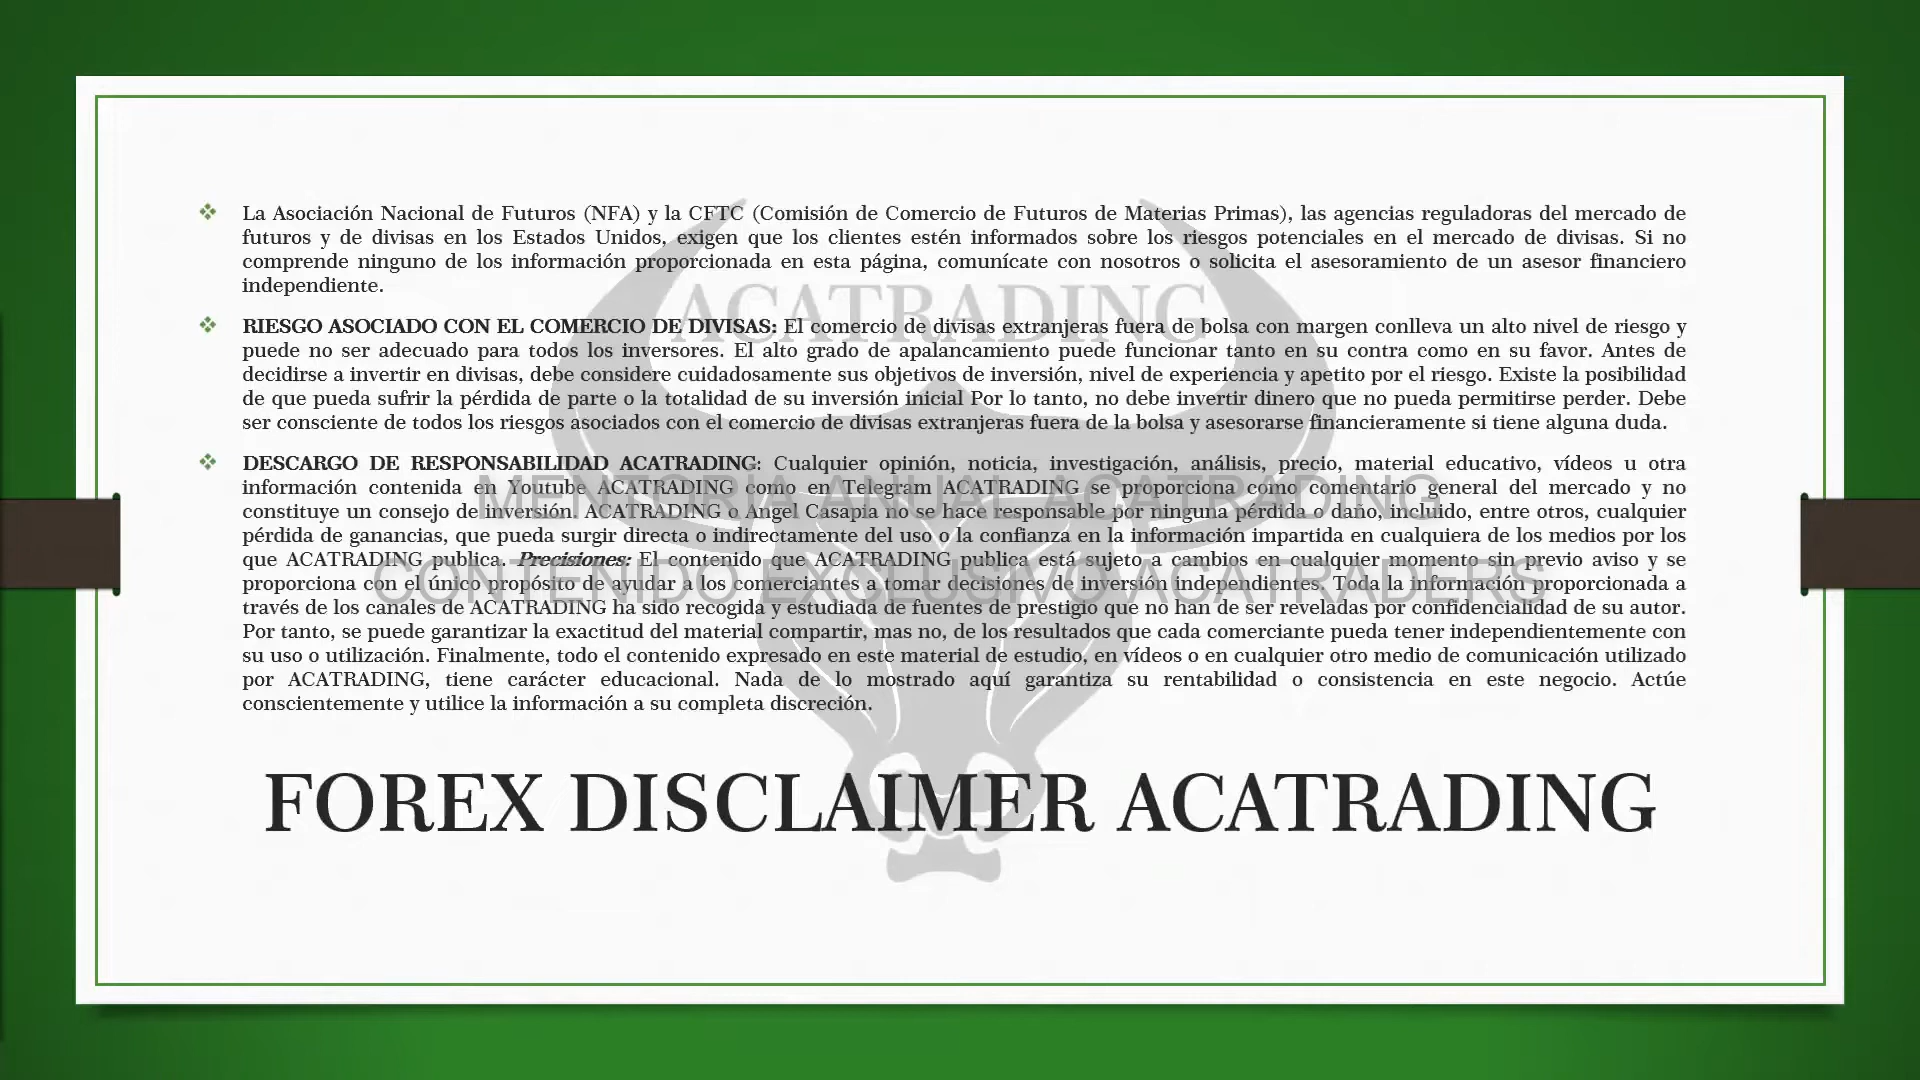 La Asociación Nacional de Futuros (NFA) y la CFTC (Comisión de Comercio de Futuros de Materias Primas), las agencias reguladoras del mercado de
futuros y de divisas en los Estados Unidos, exigen que los clientes estén informados sobre los riesgos potenciales en el mercado de divisas. Si no
comprende ninguno de los información proporcionada en esta página, comunícate con nosotros o solicita el asesoramiento de un asesor financiero
independiente.
ACATRADING
RIESGO ASOCIADO CON EL COMERCIO DE DIVISAS: El comercio de divisas extranjeras fuera de bolsa con margen conlleva un alto nivel de riesgo y
puede no ser adecuado para todos los inversores. El alto grado de apalancamiento puede funcionar tanto en su contra como en su favor. Antes de
decidirse a invertir en divisas, debe considere cuidadosamente sus objetivos de inversión, nivel de experiencia y apetito por el riesgo. Existe la posibilidad
de que pueda sufrir la pérdida de parte o la totalidad de su inversión inicial Por lo tanto, no debe invertir dinero que no pueda permitirse perder. Debe
ser consciente de todos los riesgos asociados con el comercio de divisas extranjeras fuera de la bolsa y asesorarse financieramente si tiene alguna duda.
DESCARGO DE RESPONSABILIDAD ACATRADING: Cualquier opinión, noticia, investigación, análisis, precio, material educativo, vídeos u otra
información contenida en Youtube ACATRADING como en Telegram ACATRADING se proporciona como comentario general del mercado y no
constituye un consejo de inversión. ACATRADING o Angel Casapia no se hace responsable por ninguna pérdida o daño, incluido, entre otros, cualquier
pérdida de ganancias, que pueda surgir directa o indirectamente del uso o la confianza en la información impartida en cualquiera de los medios por los
que ACATRADING publica. Precisiones: El contenido que ACATRADING publica está sujeto a cambios en cualquier momento sin previo aviso y se
proporciona con el único propósito de ayudar a los comerciantes a tomar decisiones de inversión independientes. Toda la información proporcionada a
través de los canales de ACATRADING ha sido recogida y estudiada de fuentes de prestigio que no han de ser reveladas por confidencialidad de su autor.
Por tanto, se puede garantizar la exactitud del material compartir, mas no, de los resultados que cada comerciante pueda tener independientemente con
su uso o utilización. Finalmente, todo el contenido expresado en este material de estudio, en vídeos o en cualquier otro medio de comunicación utilizado
por ACATRADING, tiene carácter educacional. Nada de lo mostrado aquí garantiza su rentabilidad o consistencia en este negocio. Actúe
conscientemente y utilice la información a su completa discreción.
MENTORÍA ANUAL ACATRADING
CONTENIDO EXCLUSIVO ACATRADERS
FOREX DISCLAIMER ACATRADING